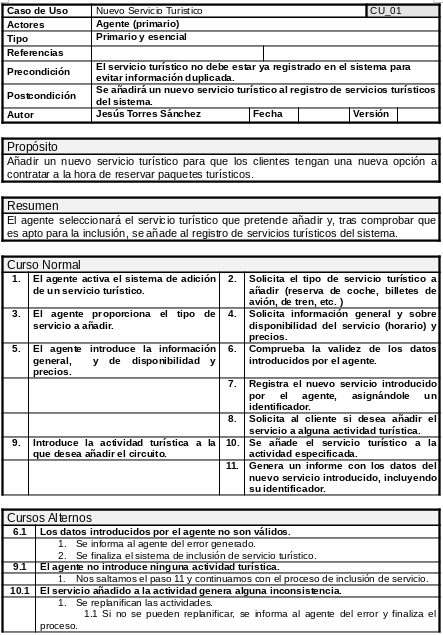 Caso de Uso Nuevo Servicio Turístico CU_01
Actores Agente (primario)
Tipo Primario y esencial
Referencias
Precondición El servicio turístico no debe estar ya registrado en el sistema para
evitar información duplicada.
Postcondición Se añadirá un nuevo servicio turístico al registro de servicios turísticos
del sistema.
Autor Jesús Torres Sánchez Fecha Versión
Propósito
Añadir un nuevo servicio turístico para que los clientes tengan una nueva opción a
contratar a la hora de reservar paquetes turísticos.
Resumen
El agente seleccionará el servicio turístico que pretende añadir y, tras comprobar que
es apto para la inclusión, se añade al registro de servicios turísticos del sistema.
Curso Normal
1. El agente activa el sistema de adición
de un servicio turístico.
2. Solicita el tipo de servicio turístico a
añadir (reserva de coche, billetes de
avión, de tren, etc. )
3. El agente proporciona el tipo de
servicio a añadir.
4. Solicita información general y sobre
disponibilidad del servicio (horario) y
precios.
5. El agente introduce la información
general, y de disponibilidad y
precios.
6. Comprueba la validez de los datos
introducidos por el agente.
7. Registra el nuevo servicio introducido
por el agente, asignándole un
identificador.
8. Solicita al cliente si desea añadir el
servicio a alguna actividad turística.
9. Introduce la actividad turística a la
que desea añadir el circuito.
10. Se añade el servicio turístico a la
actividad especificada.
11. Genera un informe con los datos del
nuevo servicio introducido, incluyendo
su identificador.
Cursos Alternos
6.1 Los datos introducidos por el agente no son válidos.
1. Se informa al agente del error generado.
2. Se finaliza el sistema de inclusión de servicio turístico.
9.1 El agente no introduce ninguna actividad turística.
1. Nos saltamos el paso 11 y continuamos con el proceso de inclusión de servicio.
10.1 El servicio añadido a la actividad genera alguna inconsistencia.
1. Se replanifican las actividades.
1.1 Si no se pueden replanificar, se informa al agente del error y finaliza el
proceso.